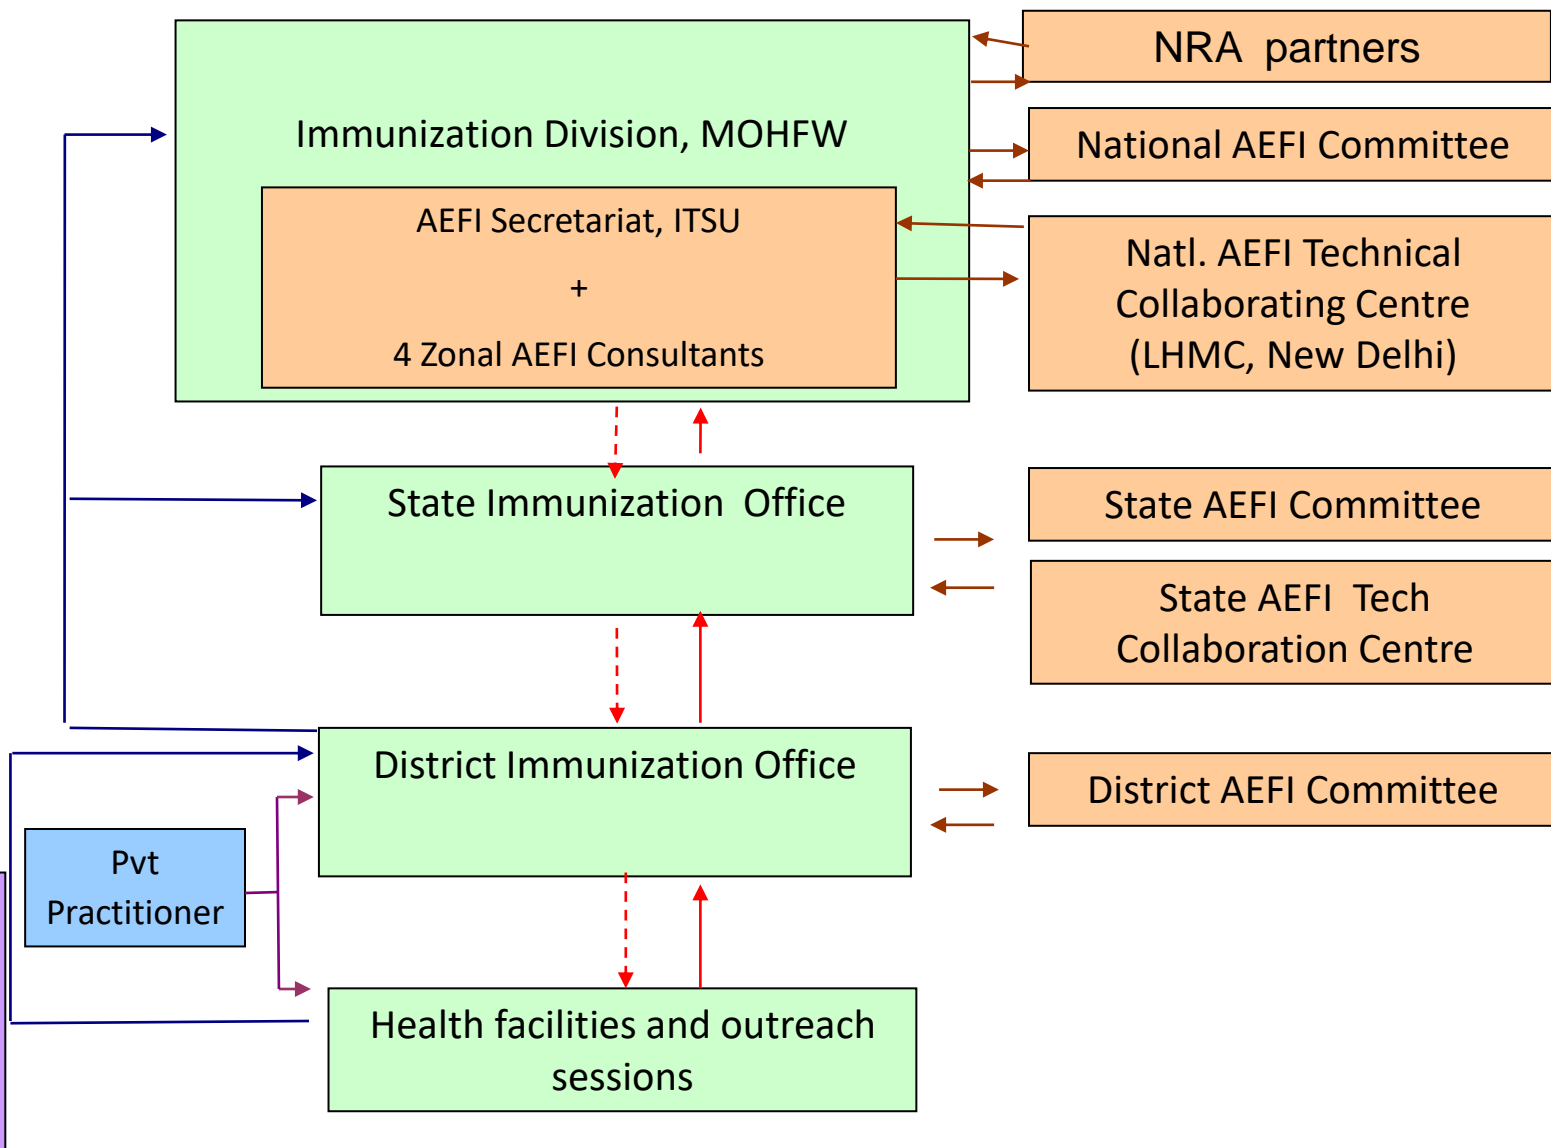 NRA partners
Immunization Division, MOHFW
National AEFI Committee
AEFI Secretariat, ITSU
+
4 Zonal AEFI Consultants
Natl. AEFI Technical
Collaborating Centre
(LHMC, New Delhi)
State Immunization Office
State AEFI Committee
State AEFI Tech
Collaboration Centre
District Immunization Office
District AEFI Committee
Pvt
Practitioner
Health facilities and outreach
sessions